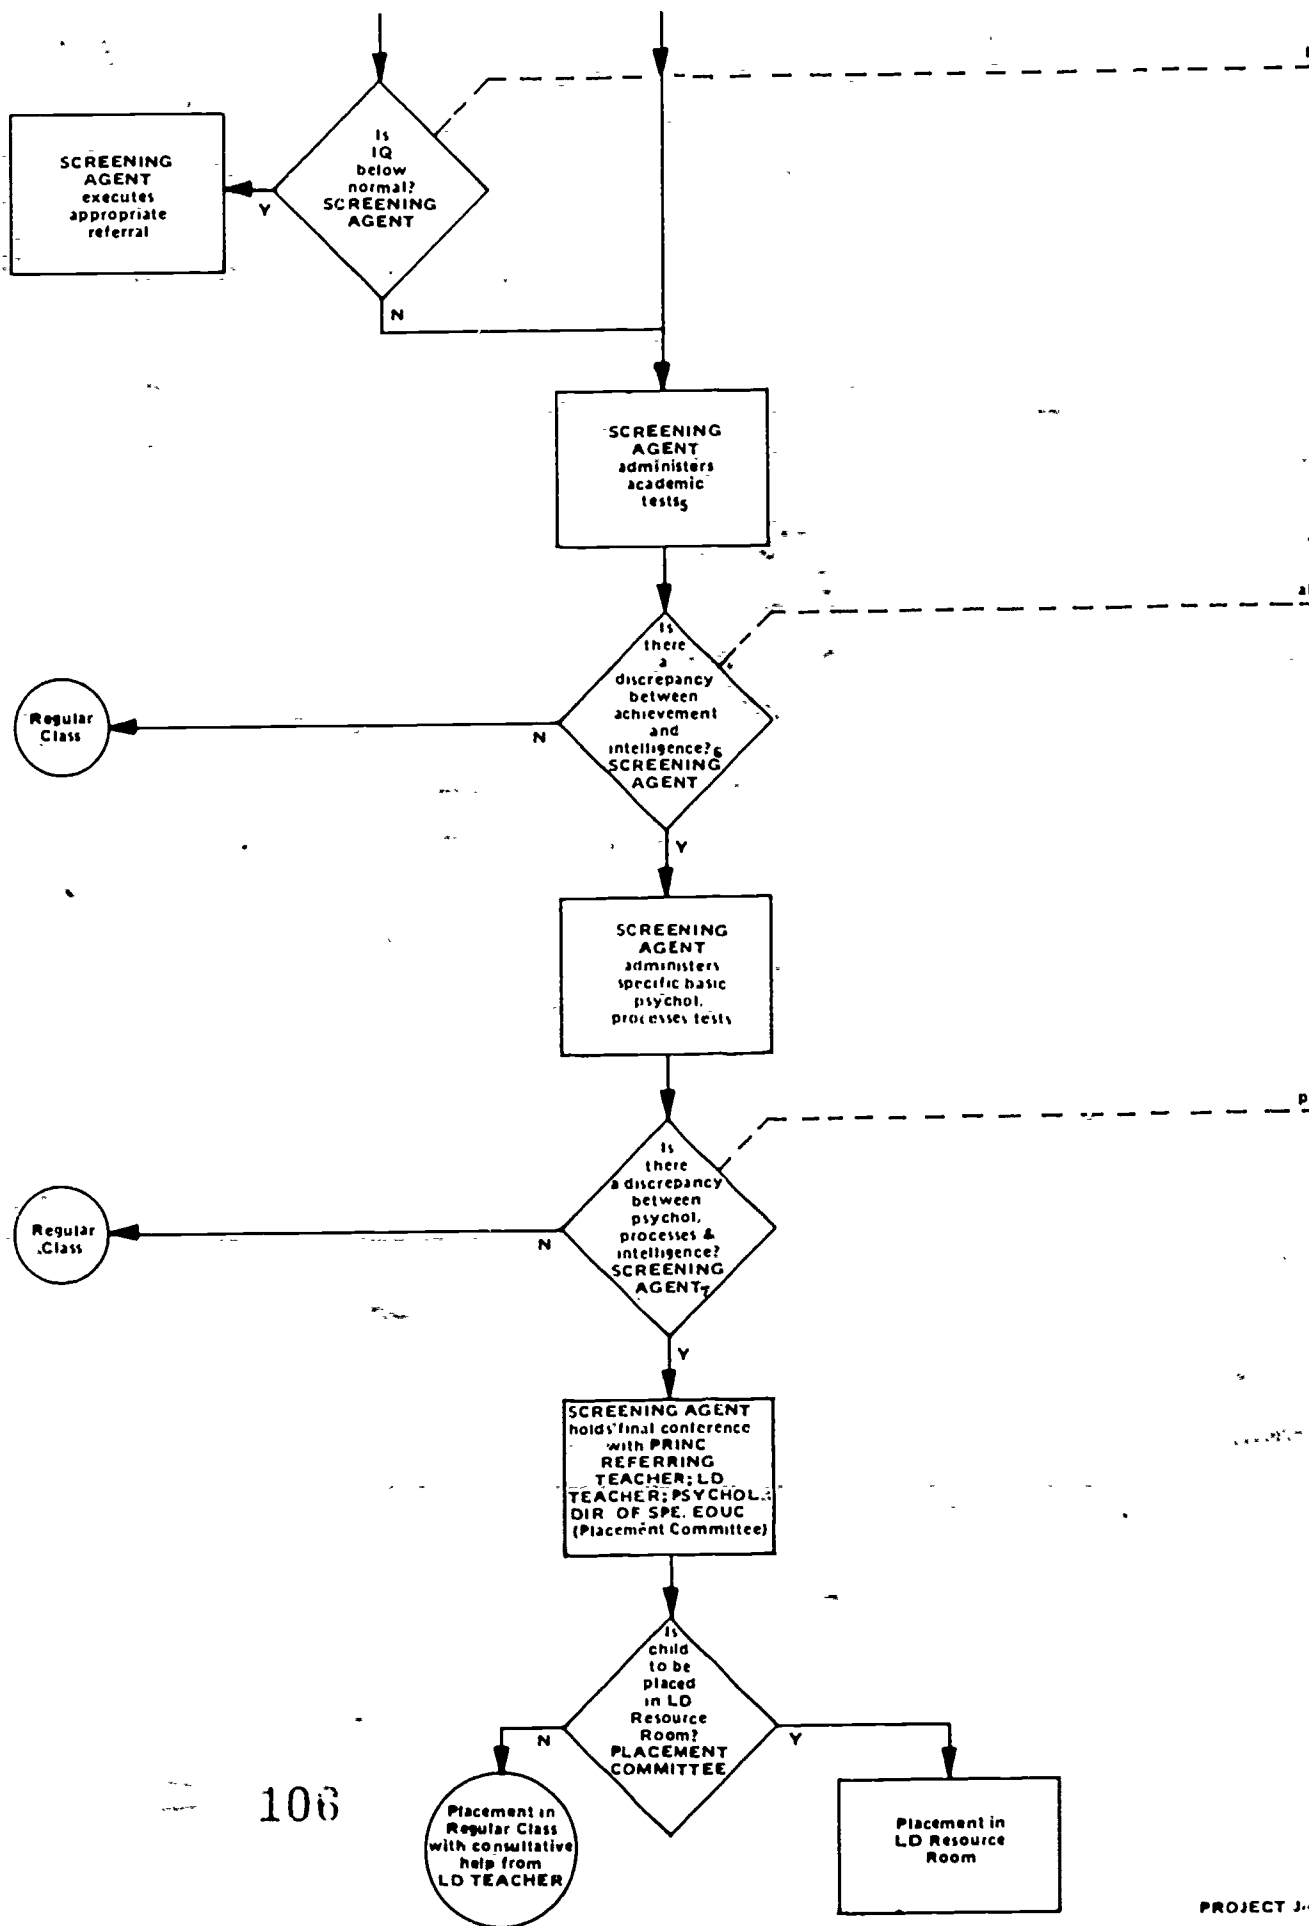 Is
IQ
below
normal?
SCREENING
AGENT
SCREENING
AGENT
executes
appropriate
referral
Y
N
SCREENING
AGENT
administers
academic
tests5
Is
there
a
discrepancy
between
achievement
and
intelligence?6
SCREENING
AGENT
Regular
Class
N
Y
SCREENING
AGENT
administers
specific basic
psychol.
processes tests
Is
there
a discrepancy
between
psychol,
processes &
intelligence?
SCREENING
AGENT7
Regular
Class
N
Y
SCREENING AGENT
holds final conference
with PRINC
REFERRING
TEACHER; LD
TEACHER; PSYCHOL.
DIR OF SPE. EDUC
(Placement Committee)
Is
child
to be
placed
in LD
Resource
Room?
PLACEMENT
COMMITTEE
N
Y
Placement in
Regular Class
with consultative
help from
LD TEACHER
Placement in
LD Resource
Room
106
PROJECT